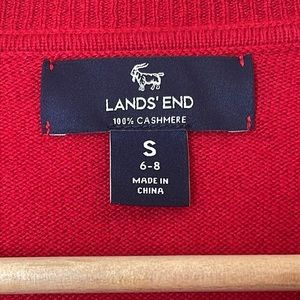 LANDS' END
100% CASHMERE
S
6-8
MADE IN
CHINA